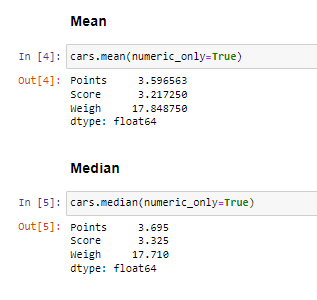 Mean
In [4]: cars.mean(numeric_only=True)
Out[4]: Points     3.596563
Score      3.217250
Weigh     17.848750
dtype: float64
Median
In [5]: cars.median(numeric_only=True)
Out[5]: Points     3.695
Score      3.325
Weigh     17.710
dtype: float64